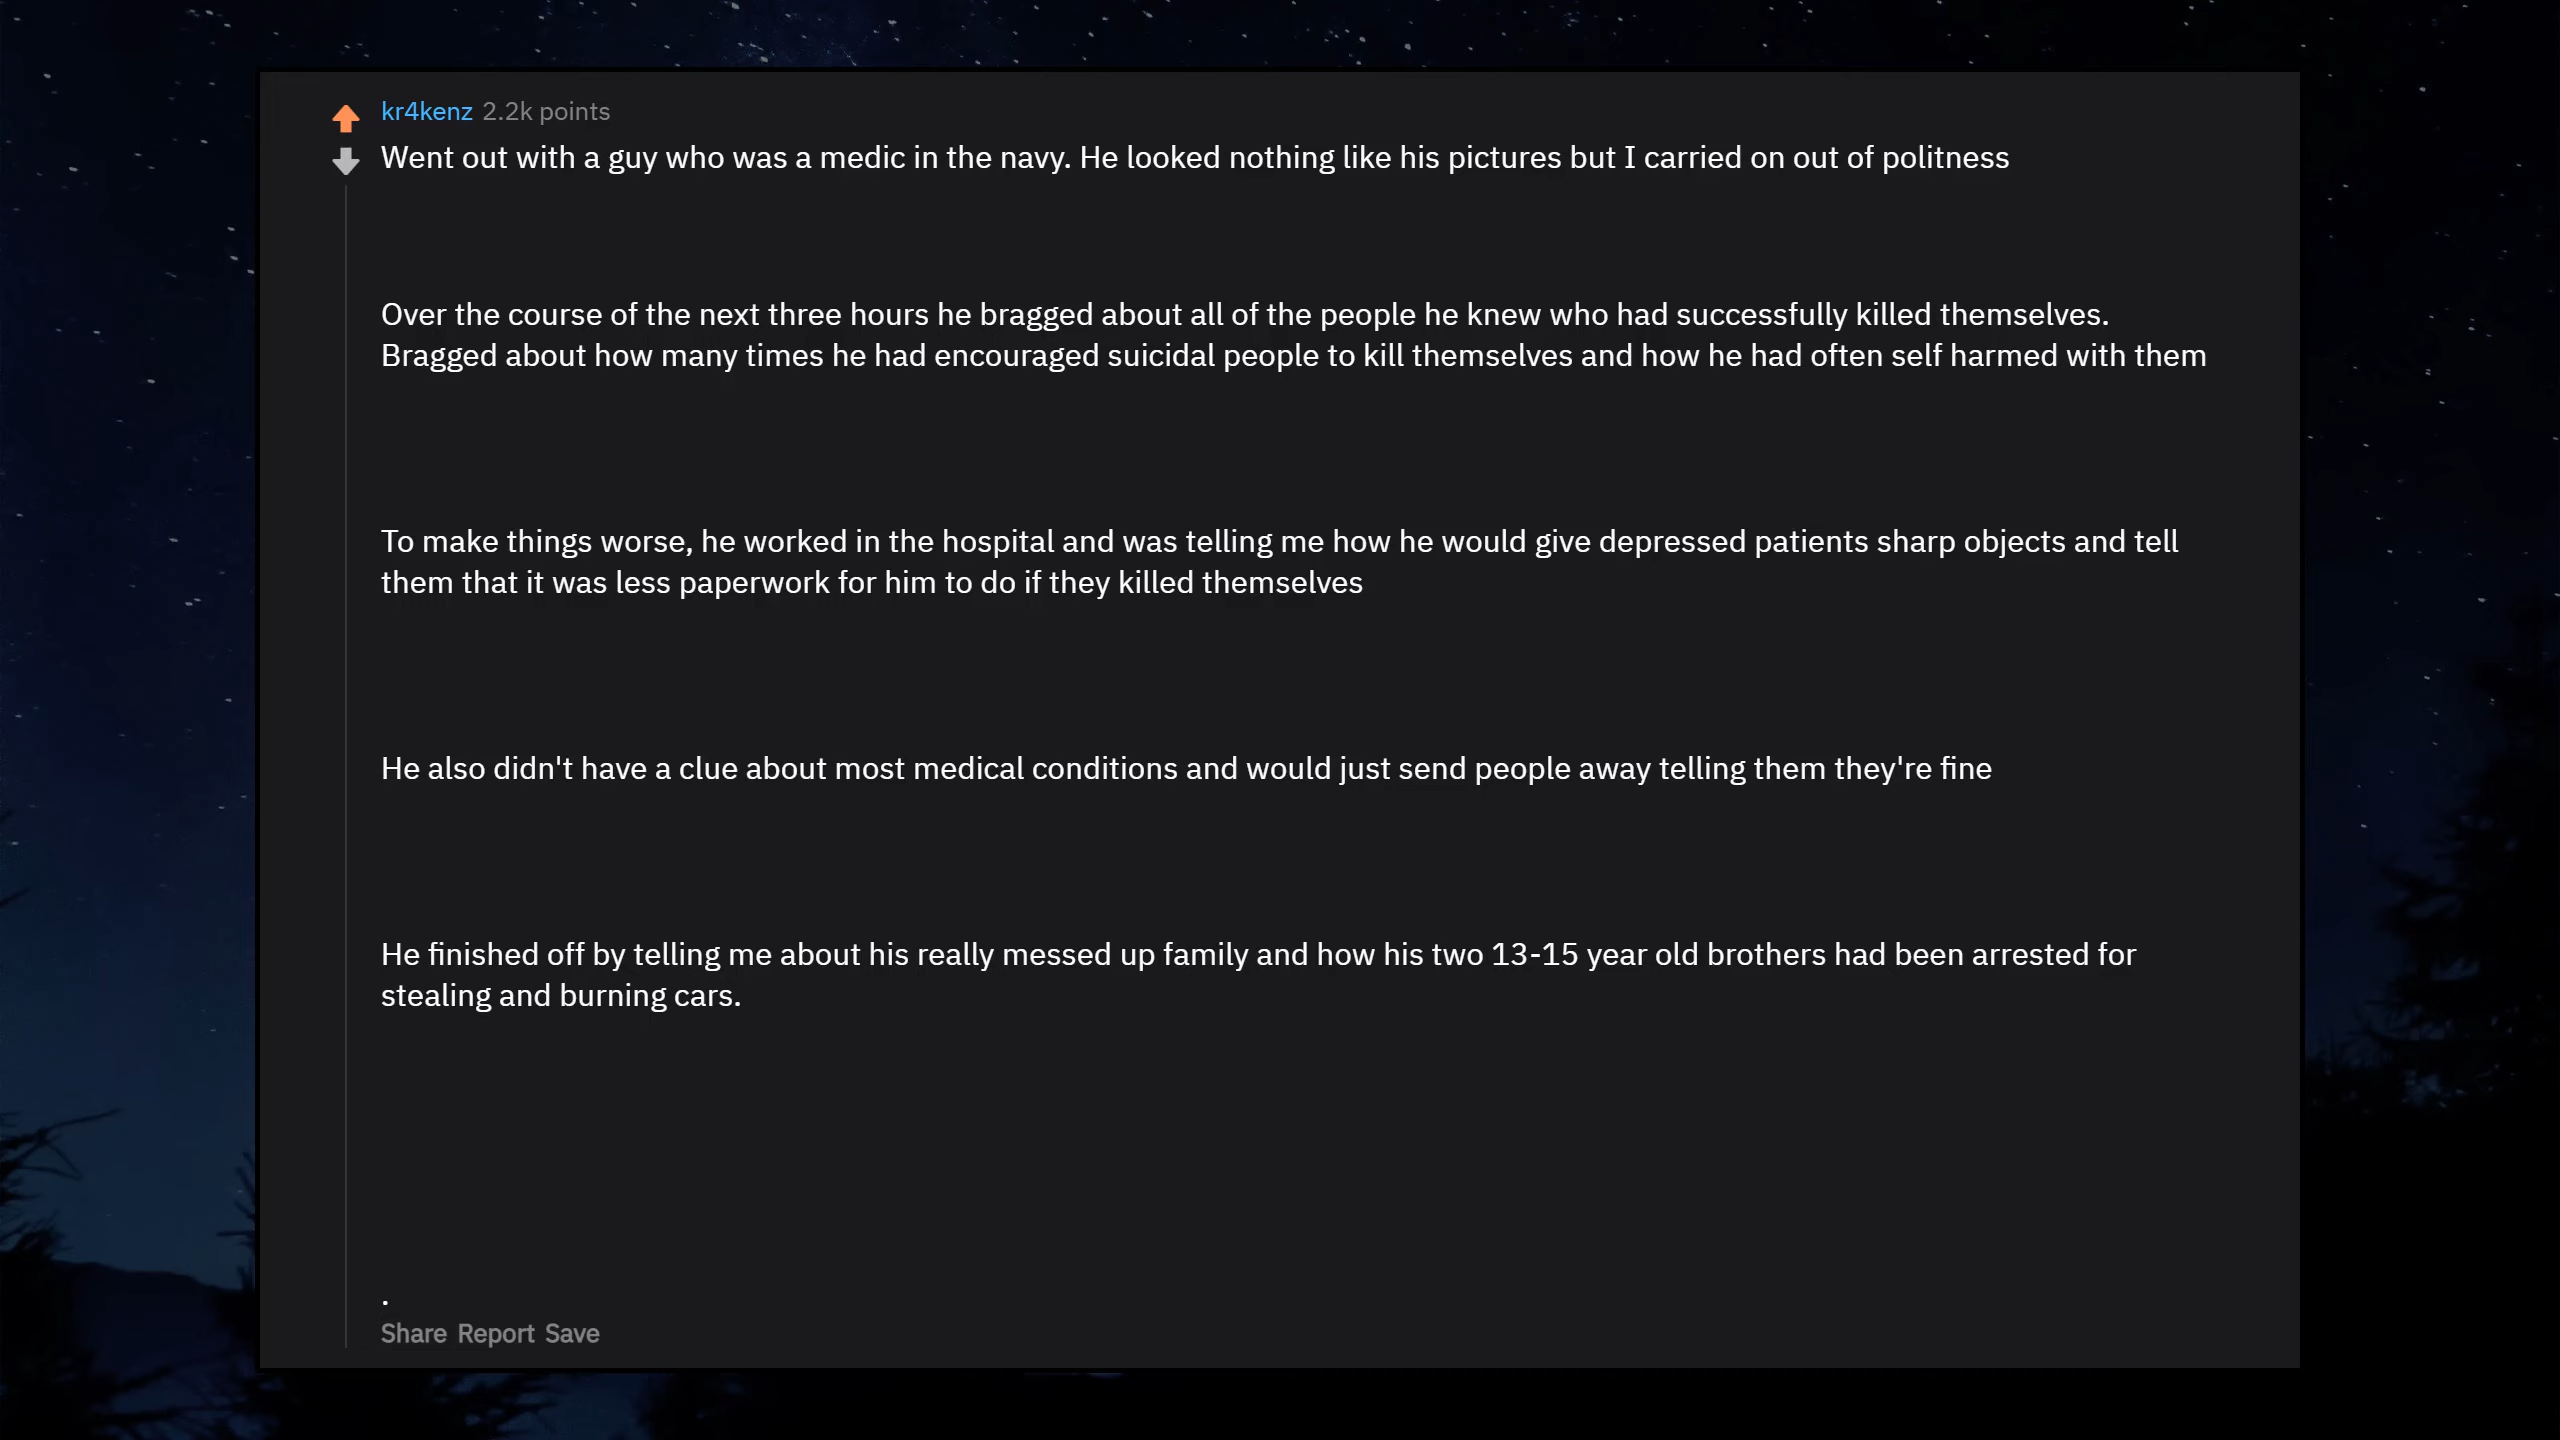 kr4kenz 2.2k points
Went out with a guy who was a medic in the navy. He looked nothing like his pictures but I carried on out of politness
Over the course of the next three hours he bragged about all of the people he knew who had successfully killed themselves.
Bragged about how many times he had encouraged suicidal people to kill themselves and how he had often self harmed with them
To make things worse, he worked in the hospital and was telling me how he would give depressed patients sharp objects and tell
them that it was less paperwork for him to do if they killed themselves
He also didn't have a clue about most medical conditions and would just send people away telling them they're fine
He finished off by telling me about his really messed up family and how his two 13-15 year old brothers had been arrested for
stealing and burning cars.
.
Share Report Save